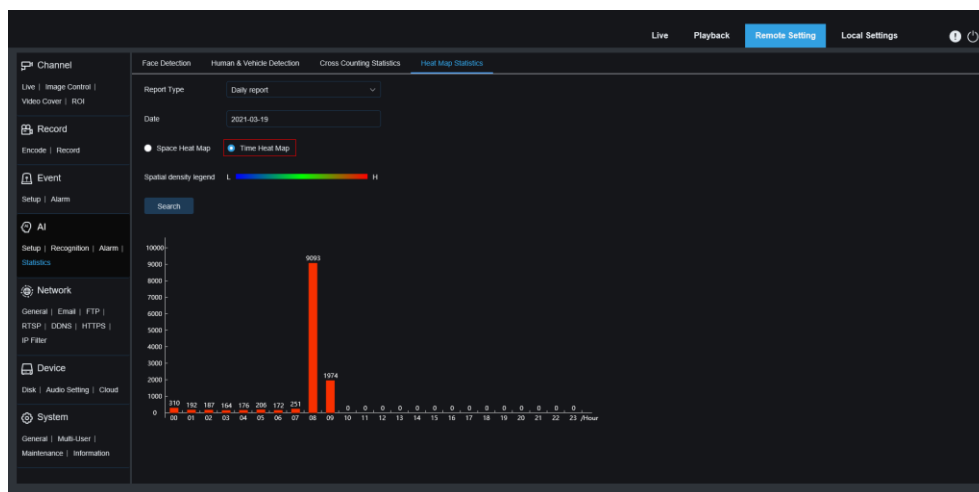 Live Playback Remote Setting Local Settings
Channel
Live | Image Control |
Video Cover | ROI
Record
Encode | Record
Event
Setup | Alarm
AI
Setup | Recognition | Alarm |
Statistics
Network
General | Email | FTP |
RTSP | DDNS | HTTPS |
IP Filter
Device
Disk | Audio Setting | Cloud
System
General | Multi-User |
Maintenance | Information
Face Detection Human & Vehicle Detection Cross Counting Statistics Heat Map Statistics
Report Type Daily report
Date 2021-03-19
Space Heat Map Time Heat Map
Spatial density legend L H
Search
10000
9000
8000
7000
6000
5000
4000
3000
2000
1000
0
310 192 187 164 176 206 172 251 9093 1974 0 0 0 0 0 0 0 0 0 0 0 0 0 0
00 01 02 03 04 05 06 07 08 09 10 11 12 13 14 15 16 17 18 19 20 21 22 23 /Hour